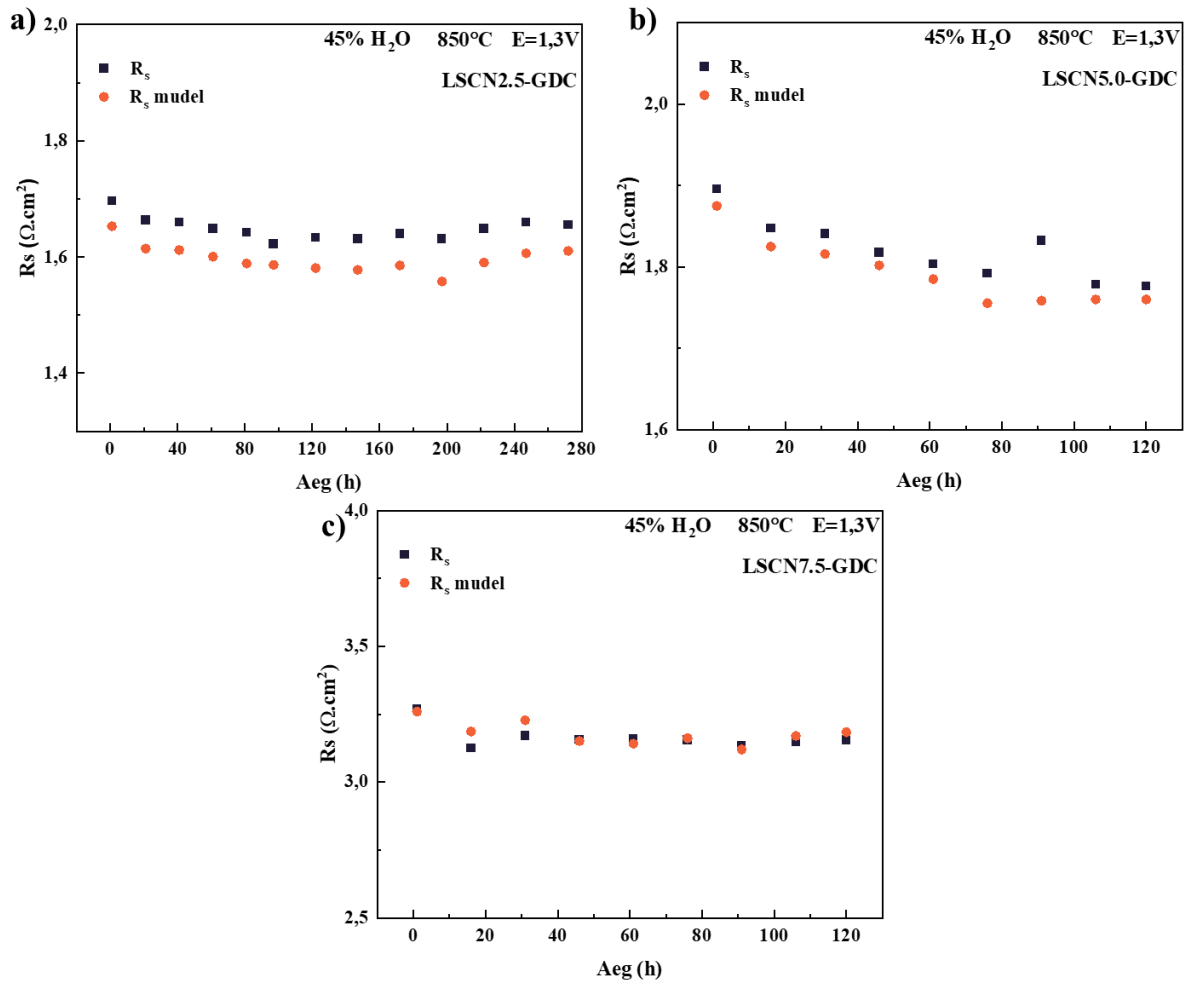 a)
2,0
1,8
1,6
1,4
Rs (Ω.cm²)
45% H₂O 850°C E=1,3V
LSCN2.5-GDC
Rₛ
Rₛ mudel
0 40 80 120 160 200 240 280
Aeg (h)
b)
2,0
1,8
1,6
Rs (Ω.cm²)
45% H₂O 850°C E=1,3V
LSCN5.0-GDC
Rₛ
Rₛ mudel
0 20 40 60 80 100 120
Aeg (h)
c)
4,0
3,5
3,0
2,5
Rs (Ω.cm²)
45% H₂O 850°C E=1,3V
LSCN7.5-GDC
Rₛ
Rₛ mudel
0 20 40 60 80 100 120
Aeg (h)